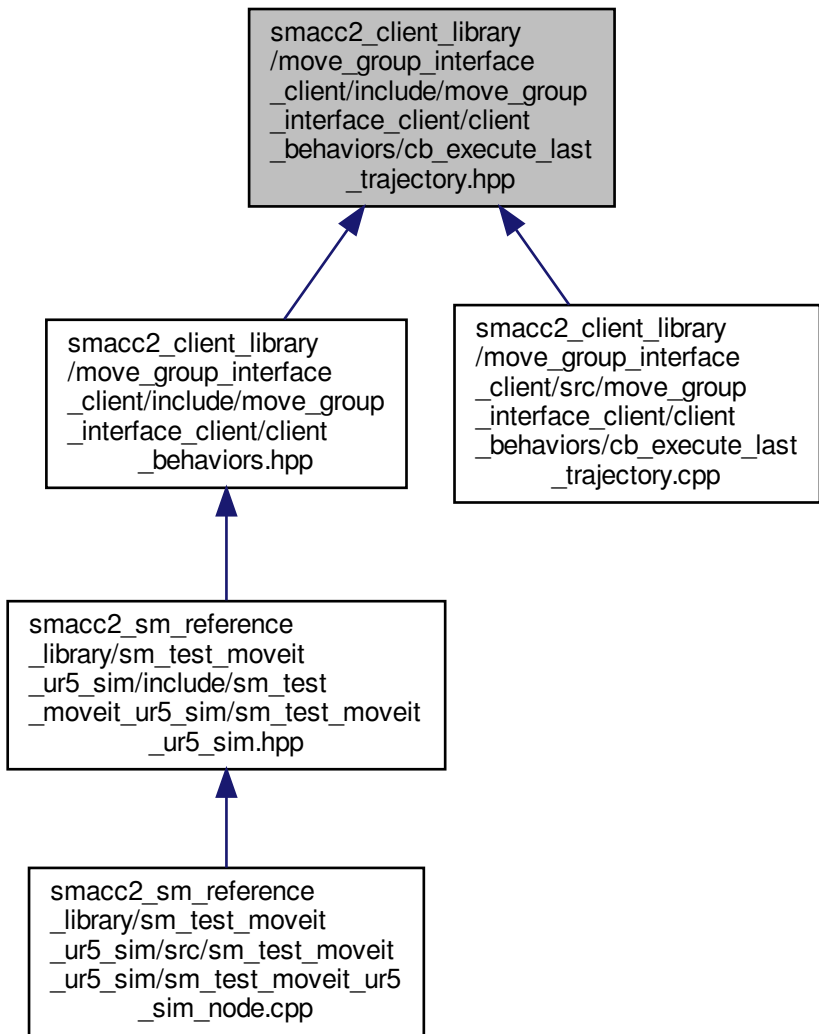 smacc2_client_library
/move_group_interface
_client/include/move_group
_interface_client/client
_behaviors/cb_execute_last
_trajectory.hpp
smacc2_client_library
/move_group_interface
_client/include/move_group
_interface_client/client
_behaviors.hpp
smacc2_client_library
/move_group_interface
_client/src/move_group
_interface_client/client
_behaviors/cb_execute_last
_trajectory.cpp
smacc2_sm_reference
_library/sm_test_moveit
_ur5_sim/include/sm_test
_moveit_ur5_sim/sm_test_moveit
_ur5_sim.hpp
smacc2_sm_reference
_library/sm_test_moveit
_ur5_sim/src/sm_test_moveit
_ur5_sim/sm_test_moveit_ur5
_sim_node.cpp